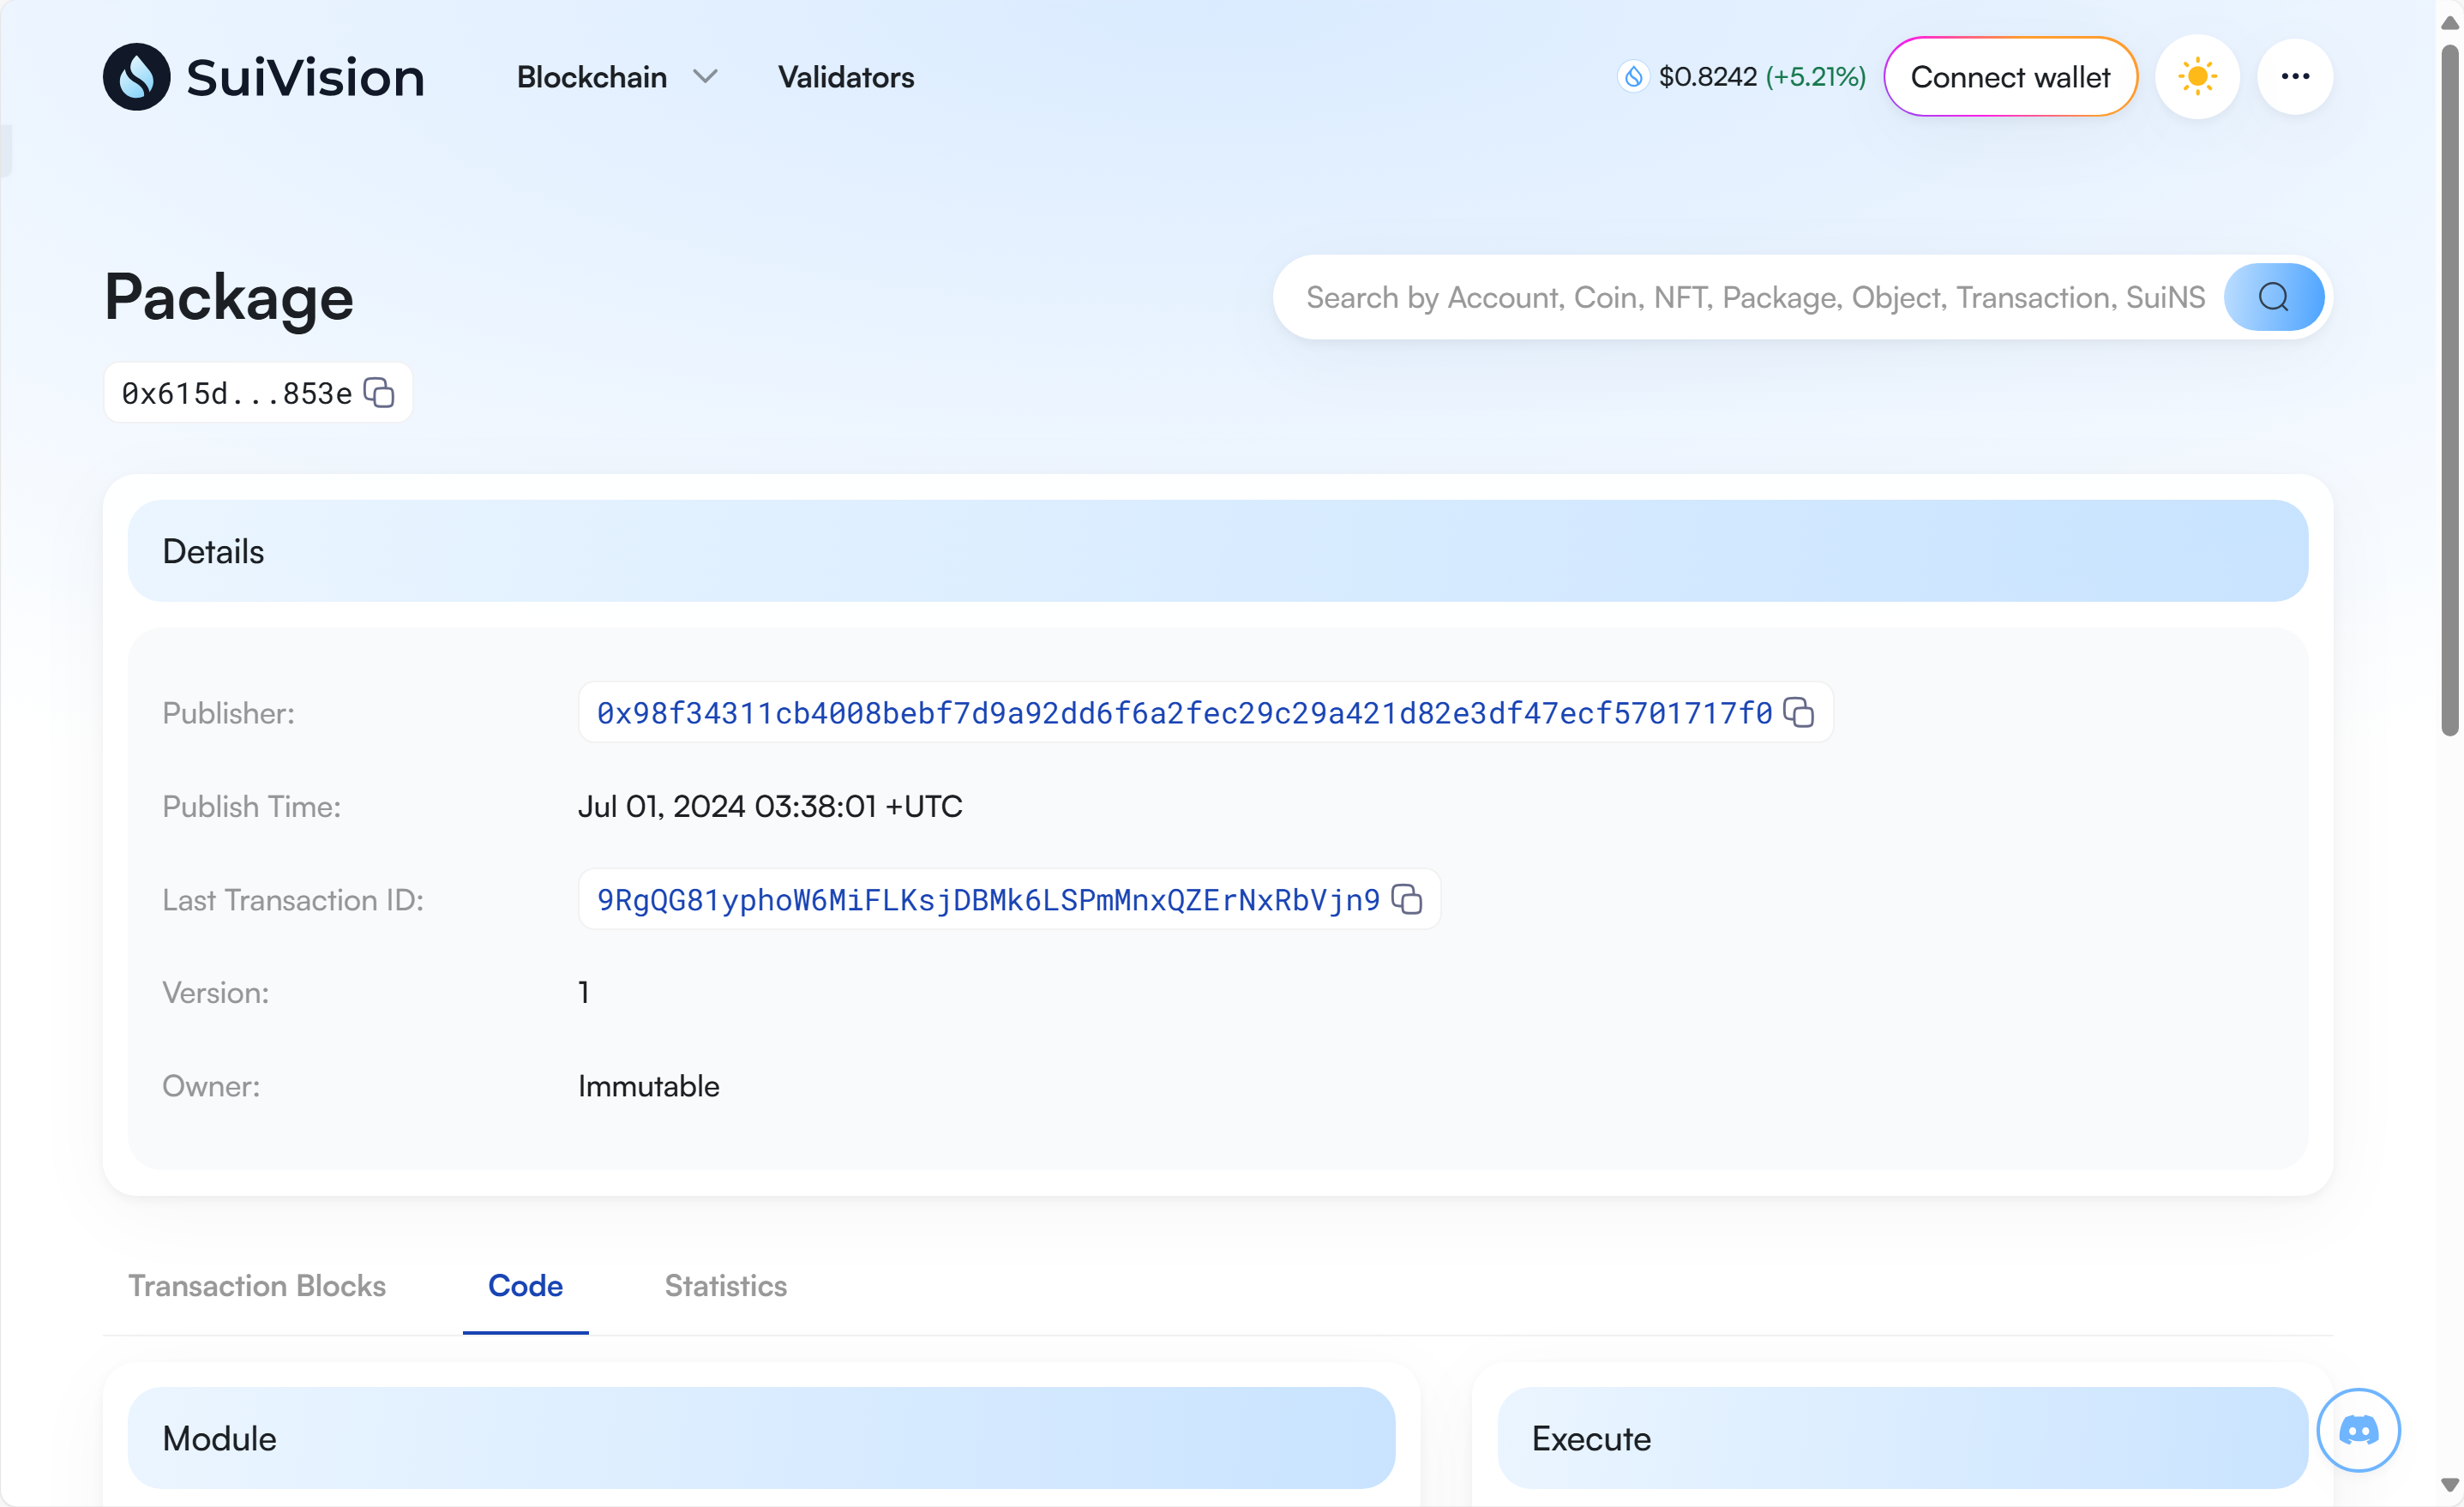 SuiVision
Blockchain
Validators
$0.8242 (+5.21%)
Connect wallet
Package
Search by Account, Coin, NFT, Package, Object, Transaction, SuiNS
0x615d...853e
Details
Publisher:
0x98f34311cb4008bebf7d9a92dd6f6a2fec29c29a421d82e3df47ecf5701717f0
Publish Time:
Jul 01, 2024 03:38:01 +UTC
Last Transaction ID:
9RgQG81yphoW6MiFLKsjDBMk6LSPmMnxQZErNxRbVjn9
Version:
1
Owner:
Immutable
Transaction Blocks
Code
Statistics
Module
Execute